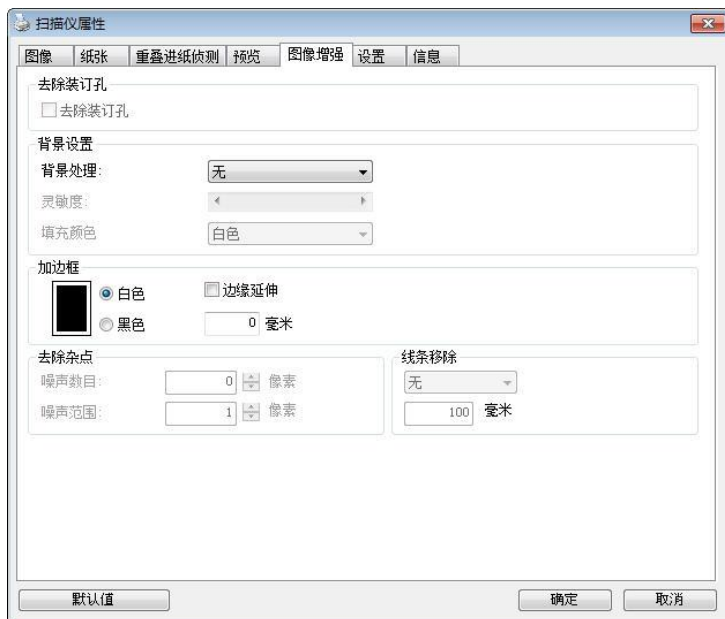 扫描仪属性
图像 纸张 重叠进纸侦测 预览 图像增强 设置 信息
去除装订孔
去除装订孔
背景设置
背景处理: 无
灵敏度:
填充颜色 白色
加边框
白色 边缘延伸
黑色 0 毫米
去除杂点 线条移除
噪声数目: 0 像素 无
噪声范围: 1 像素 100 毫米
默认值 确定 取消